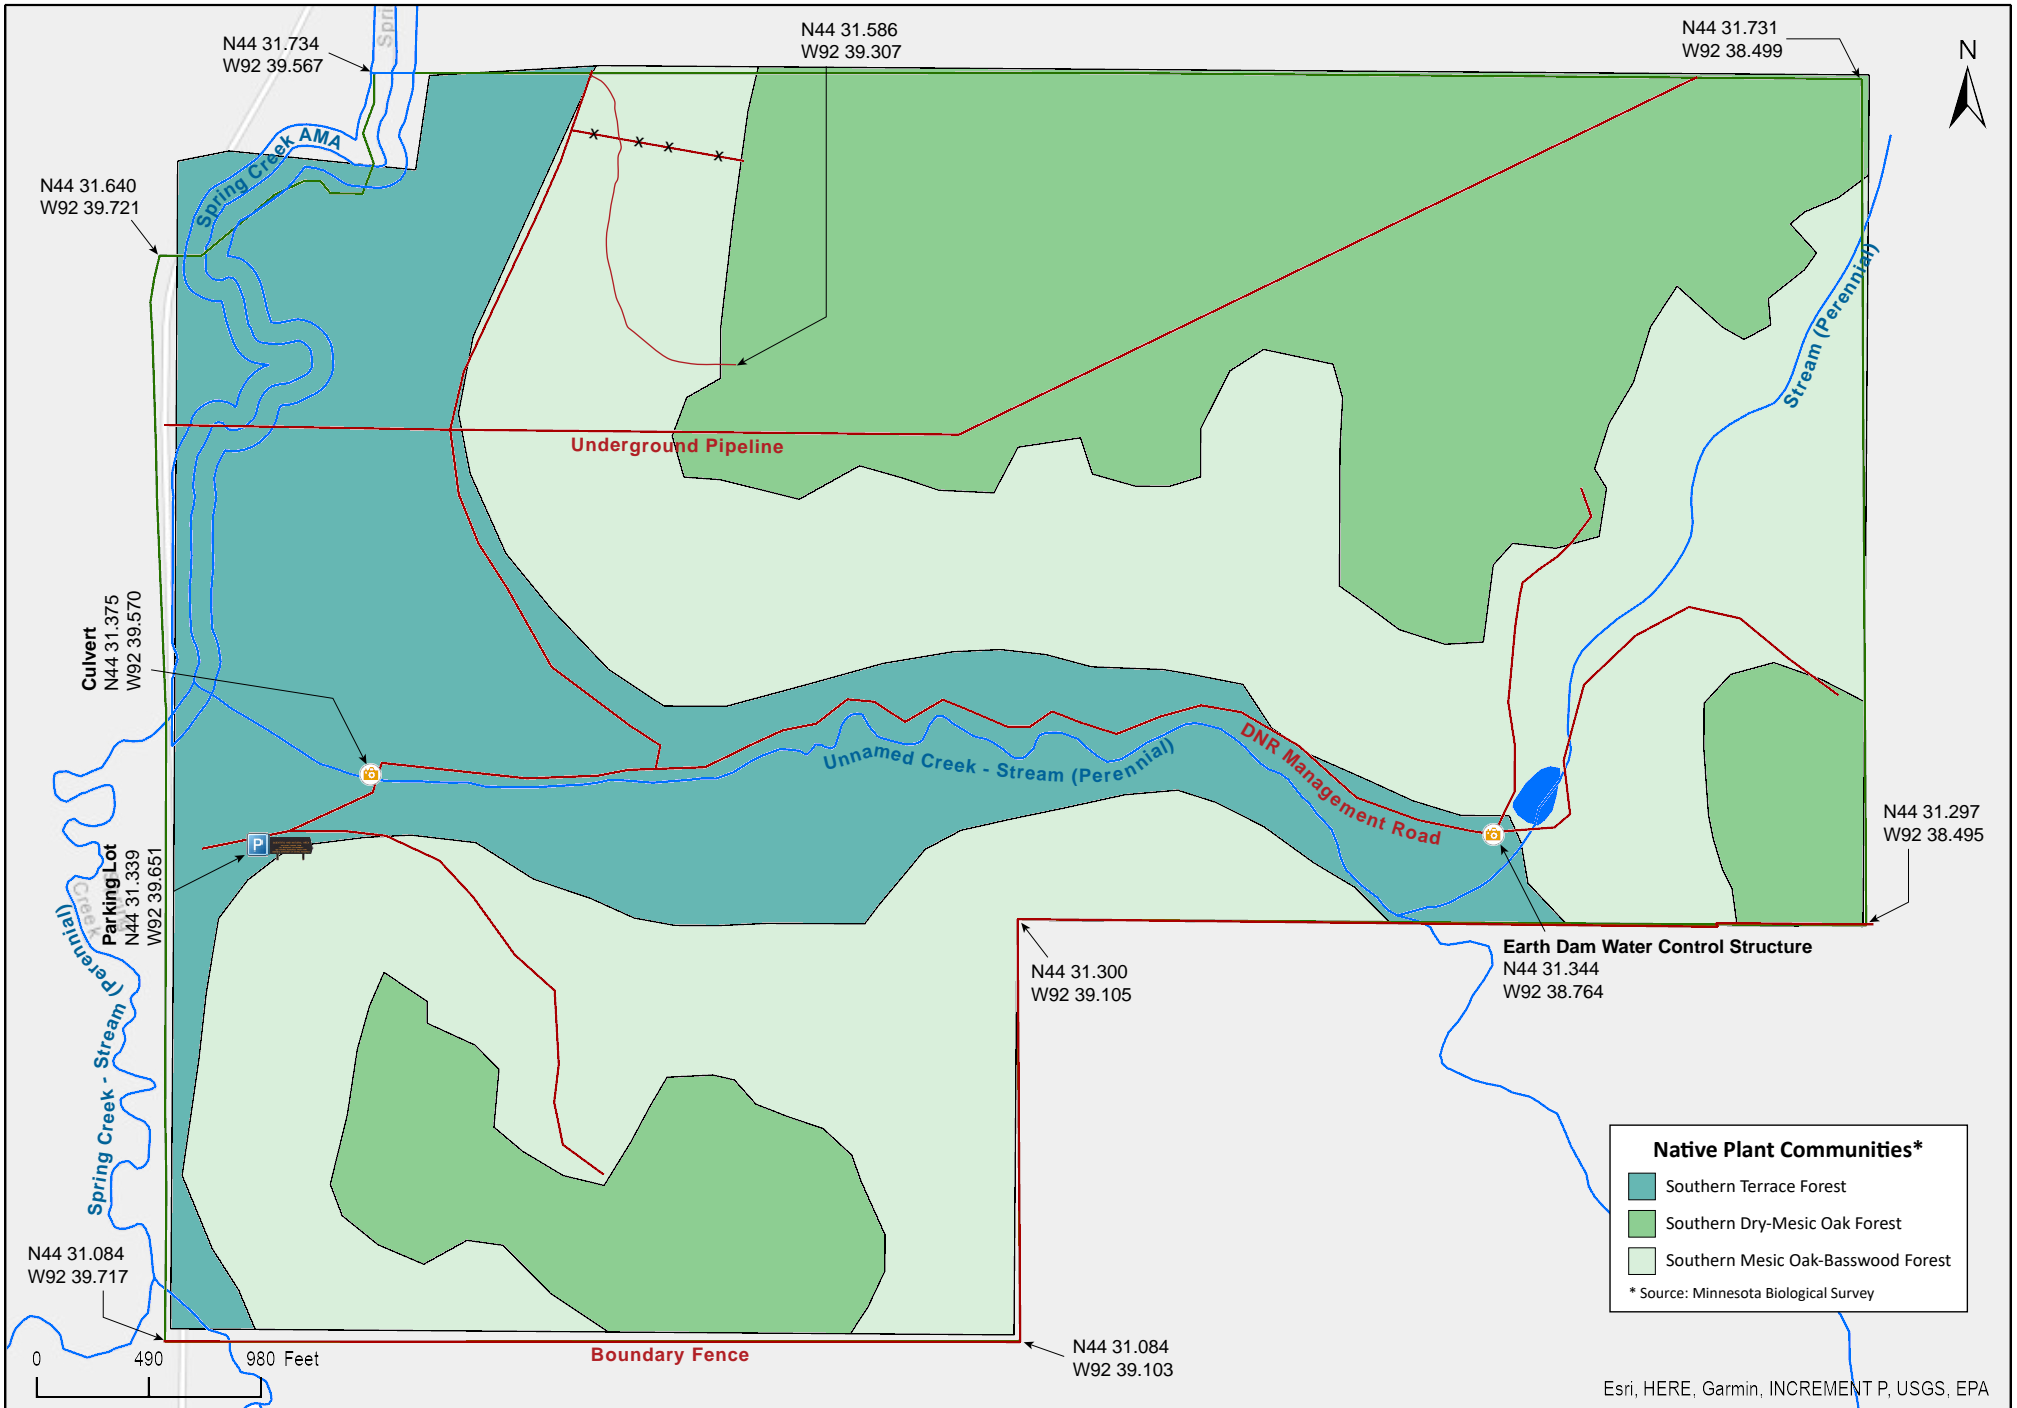 Spri
N44 31.734
W92 39.567
N44 31.586
W92 39.307
N44 31.731
W92 38.499
N
Spring Creek AMA
N44 31.640
W92 39.721
Stream (Perennial)
Underground Pipeline
Culvert
N44 31.375
W92 39.570
Unnamed Creek - Stream (Perennial)
DNR Management Road
P
Parking Lot
N44 31.339
W92 39.651
Creek
N44 31.297
W92 38.495
Earth Dam Water Control Structure
N44 31.344
W92 38.764
N44 31.300
W92 39.105
Spring Creek - Stream (Perennial)
N44 31.084
W92 39.717
Native Plant Communities*
Southern Terrace Forest
Southern Dry-Mesic Oak Forest
Southern Mesic Oak-Basswood Forest
* Source: Minnesota Biological Survey
N44 31.084
W92 39.103
Boundary Fence
0 490 980 Feet
Esri, HERE, Garmin, INCREMENT P, USGS, EPA